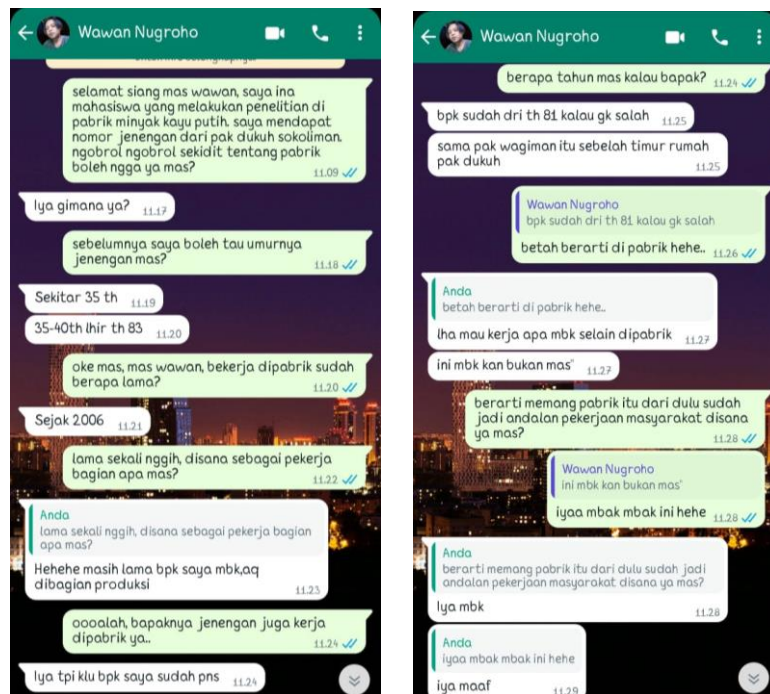 Wawan Nugroho
selamat siang mas wawan, saya ina
mahasiswa yang melakukan penelitian di
pabrik minyak kayu putih. saya mendapat
nomor jenengan dari pak dukuh sokoliman.
ngobrol ngobrol sekidit tentang pabrik
boleh ngga ya mas?
11.09
Iya gimana ya? 11.17
sebelumnya saya boleh tau umurnya
jenengan mas?
11.18
Sekitar 35 th 11.19
35-40th lhir th 83 11.20
oke mas, mas wawan, bekerja dipabrik sudah
berapa lama?
11.20
Sejak 2006 11.21
lama sekali nggih, disana sebagai pekerja
bagian apa mas?
11.22
Anda
lama sekali nggih, disana sebagai pekerja bagian
apa mas?
Hehehe masih lama bpk saya mbk,aq
dibagian produksi
11.23
oooalah, bapaknya jenengan juga kerja
dipabrik ya..
11.24
Iya tpi klu bpk saya sudah pns 11.24
Wawan Nugroho
berapa tahun mas kalau bapak? 11.24
bpk sudah dri th 81 kalau gk salah 11.25
sama pak wagiman itu sebelah timur rumah
pak dukuh
11.25
Wawan Nugroho
bpk sudah dri th 81 kalau gk salah
betah berarti di pabrik hehe.. 11.26
Anda
betah berarti di pabrik hehe..
lha mau kerja apa mbk selain dipabrik 11.27
ini mbk kan bukan mas" 11.27
berarti memang pabrik itu dari dulu sudah
jadi andalan pekerjaan masyarakat disana
ya mas?
11.28
Wawan Nugroho
ini mbk kan bukan mas"
iyaa mbak mbak ini hehe 11.28
Anda
berarti memang pabrik itu dari dulu sudah jadi
andalan pekerjaan masyarakat disana ya mas?
Iya mbk 11.28
Anda
iyaa mbak mbak ini hehe
iya maaf 11.29